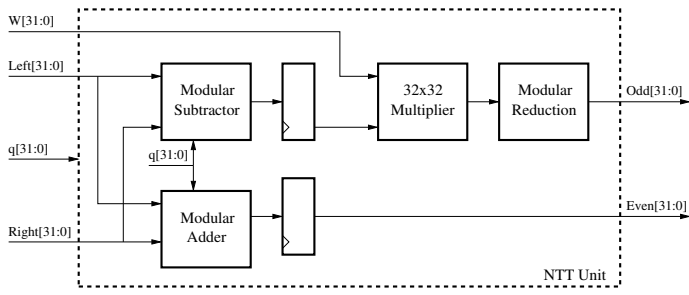 W[31:0]
Left[31:0]
Modular
Subtractor
32x32
Multiplier
Modular
Reduction
Odd[31:0]
q[31:0]
q[31:0]
Modular
Adder
Right[31:0]
Even[31:0]
NTT Unit